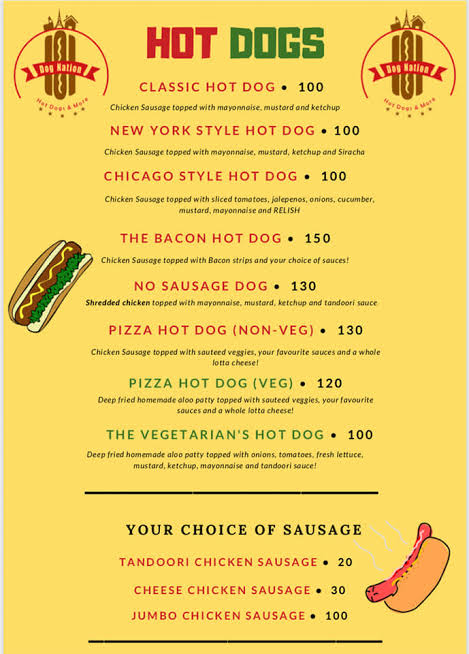 HOT DOGS
Dog Nation
Hot Dogs & More
Dog Nation
Hot Dogs & More
CLASSIC HOT DOG • 100
Chicken Sausage topped with mayonnaise, mustard and ketchup
NEW YORK STYLE HOT DOG • 100
Chicken Sausage topped with mayonnaise, mustard, ketchup and Siracha
CHICAGO STYLE HOT DOG • 100
Chicken Sausage topped with sliced tomatoes, jalepenos, onions, cucumber,
mustard, mayonnaise and RELISH
THE BACON HOT DOG • 150
Chicken Sausage topped with Bacon strips and your choice of sauces!
NO SAUSAGE DOG • 130
Shredded chicken topped with mayonnaise, mustard, ketchup and tandoori sauce
PIZZA HOT DOG (NON-VEG) • 130
Chicken Sausage topped with sauteed veggies, your favourite sauces and a whole
lotta cheese!
PIZZA HOT DOG (VEG) • 120
Deep fried homemade aloo patty topped with sauteed veggies, your favourite
sauces and a whole lotta cheese!
THE VEGETARIAN'S HOT DOG • 100
Deep fried homemade aloo patty topped with onions, tomatoes, fresh lettuce,
mustard, ketchup, mayonnaise and tandoori sauce!
YOUR CHOICE OF SAUSAGE
TANDOORI CHICKEN SAUSAGE • 20
CHEESE CHICKEN SAUSAGE • 30
JUMBO CHICKEN SAUSAGE • 100